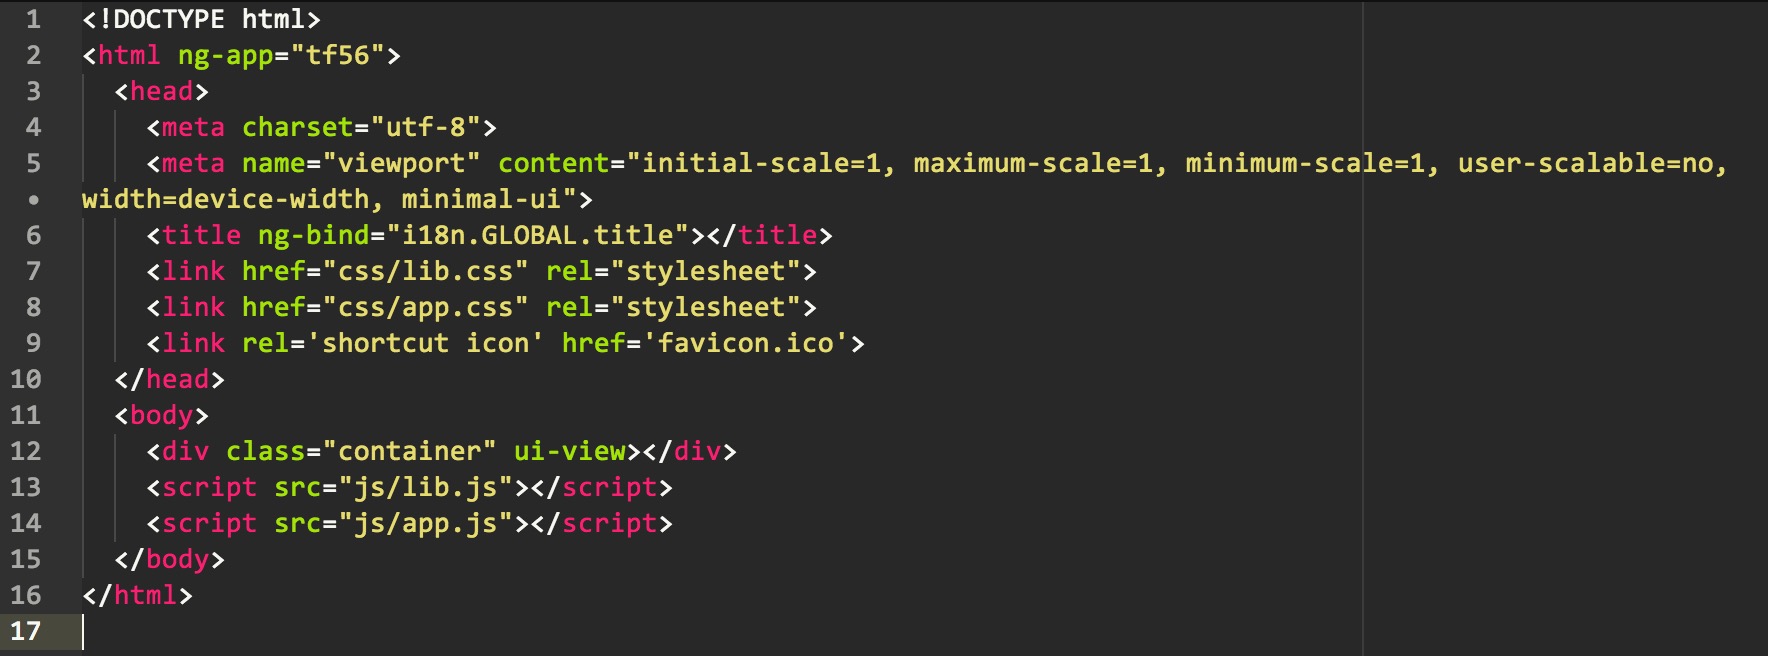 1 <!DOCTYPE html>
2 <html ng-app="tf56">
3 <head>
4 <meta charset="utf-8">
5 <meta name="viewport" content="initial-scale=1, maximum-scale=1, minimum-scale=1, user-scalable=no,
• width=device-width, minimal-ui">
6 <title ng-bind="i18n.GLOBAL.title"></title>
7 <link href="css/lib.css" rel="stylesheet">
8 <link href="css/app.css" rel="stylesheet">
9 <link rel='shortcut icon' href='favicon.ico'>
10 </head>
11 <body>
12 <div class="container" ui-view></div>
13 <script src="js/lib.js"></script>
14 <script src="js/app.js"></script>
15 </body>
16 </html>
17